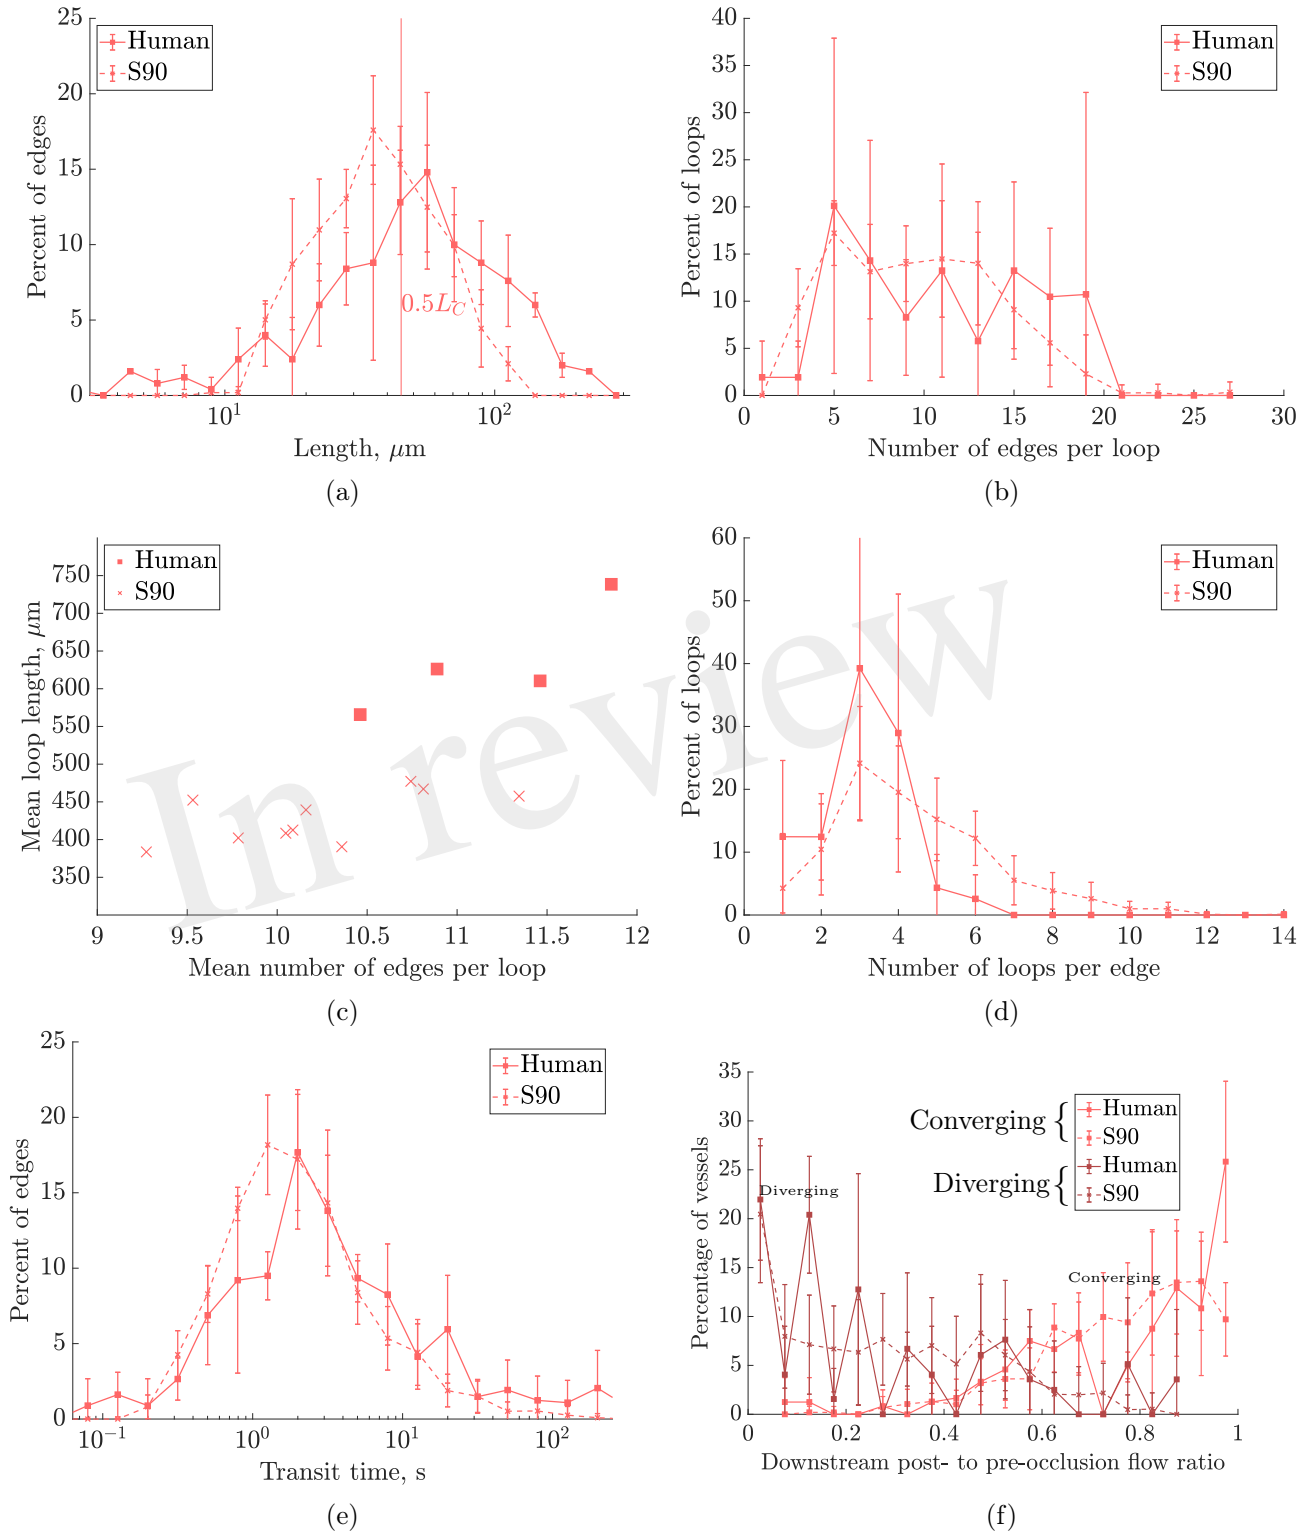 25
20
15
10
5
0
Percent of edges
Human
S90
0.5L_C
10^1
10^2
Length, μm
(a)
40
35
30
25
20
15
10
5
0
Percent of loops
Human
S90
0
5
10
15
20
25
30
Number of edges per loop
(b)
750
700
650
600
550
500
450
400
350
Mean loop length, μm
Human
S90
9
9.5
10
10.5
11
11.5
12
Mean number of edges per loop
(c)
60
50
40
30
20
10
0
Percent of loops
Human
S90
0
2
4
6
8
10
12
14
Number of loops per edge
(d)
In review
25
20
15
10
5
0
Percent of edges
Human
S90
10^-1
10^0
10^1
10^2
Transit time, s
(e)
35
30
25
20
15
10
5
0
Percentage of vessels
Converging { Human
S90
Diverging { Human
S90
Diverging
Converging
0
0.2
0.4
0.6
0.8
1
Downstream post- to pre-occlusion flow ratio
(f)